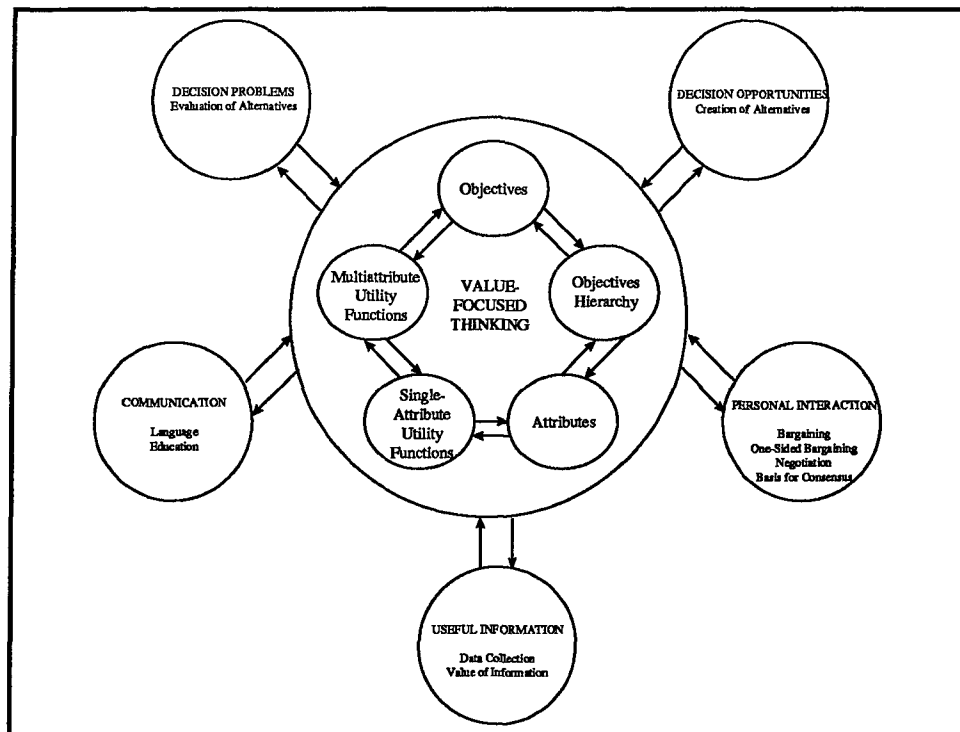 DECISION PROBLEMS
Evaluation of Alternatives
DECISION OPPORTUNITIES
Creation of Alternatives
Objectives
Multiattribute
Utility
Functions
VALUE-
FOCUSED
THINKING
Objectives
Hierarchy
Single-
Attribute
Utility
Functions
Attributes
COMMUNICATION
Language
Education
PERSONAL INTERACTION
Bargaining
One-Sided Bargaining
Negotiation
Basis for Consensus
USEFUL INFORMATION
Data Collection
Value of Information